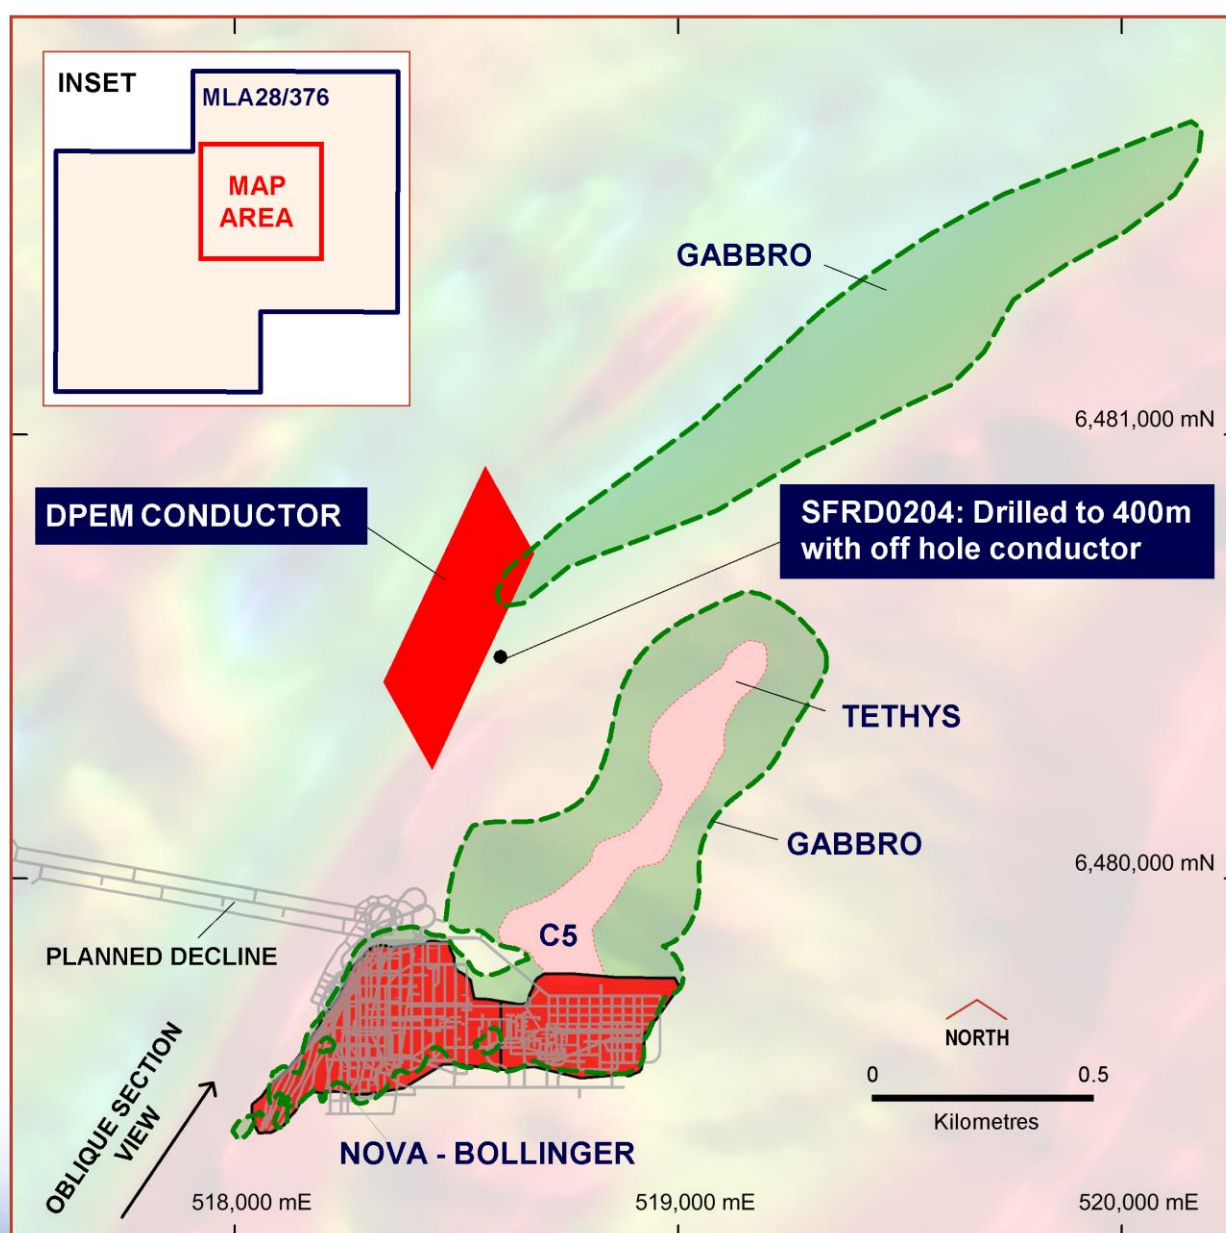 INSET
MLA28/376
MAP
AREA
GABBRO
6,481,000 mN
DPEM CONDUCTOR
SFRD0204: Drilled to 400m
with off hole conductor
TETHYS
GABBRO
6,480,000 mN
C5
PLANNED DECLINE
NORTH
OBLIQUE SECTION
VIEW
0 0.5
Kilometres
NOVA - BOLLINGER
518,000 mE 519,000 mE 520,000 mE